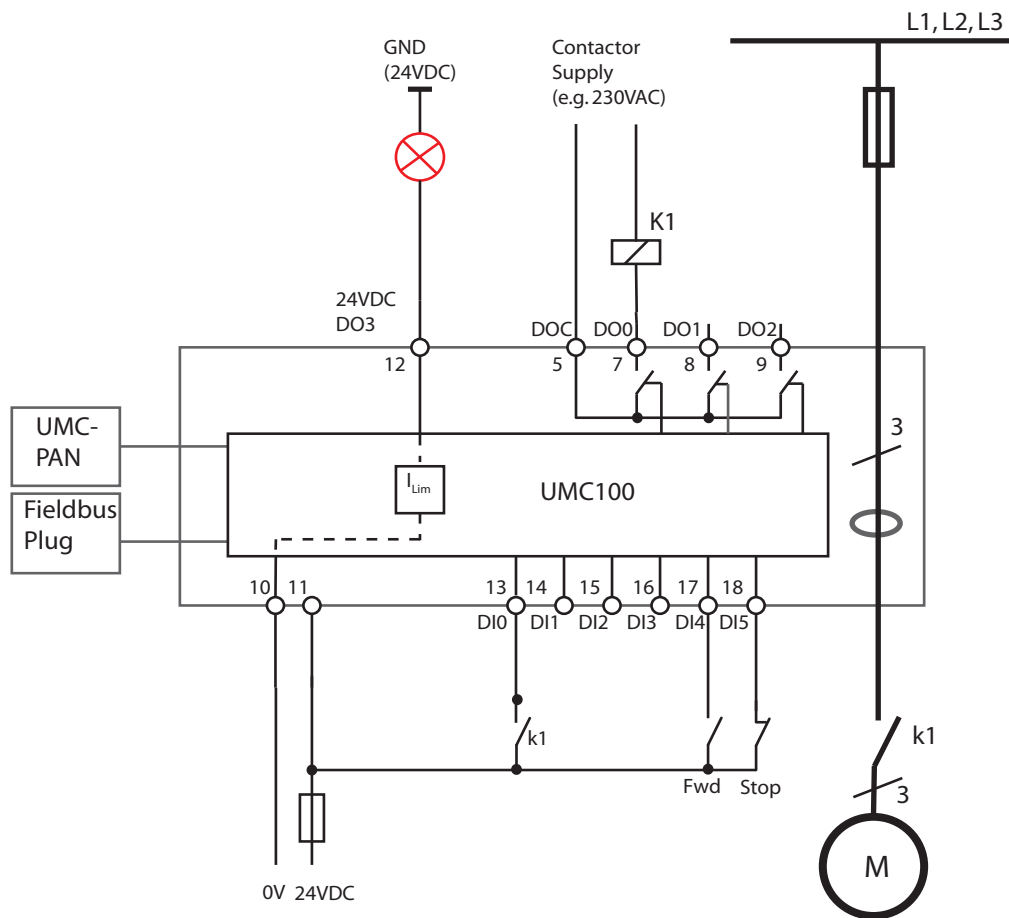 L1, L2, L3
GND
(24VDC)
Contactor
Supply
(e.g. 230VAC)
K1
24VDC
DO3
DOC
DO0
DO1
DO2
12
5
7
8
9
UMC-
PAN
3
I Lim
UMC100
Fieldbus
Plug
10
11
13
14
15
16
17
18
DI0
DI1
DI2
DI3
DI4
DI5
k1
k1
Fwd
Stop
3
M
0V
24VDC